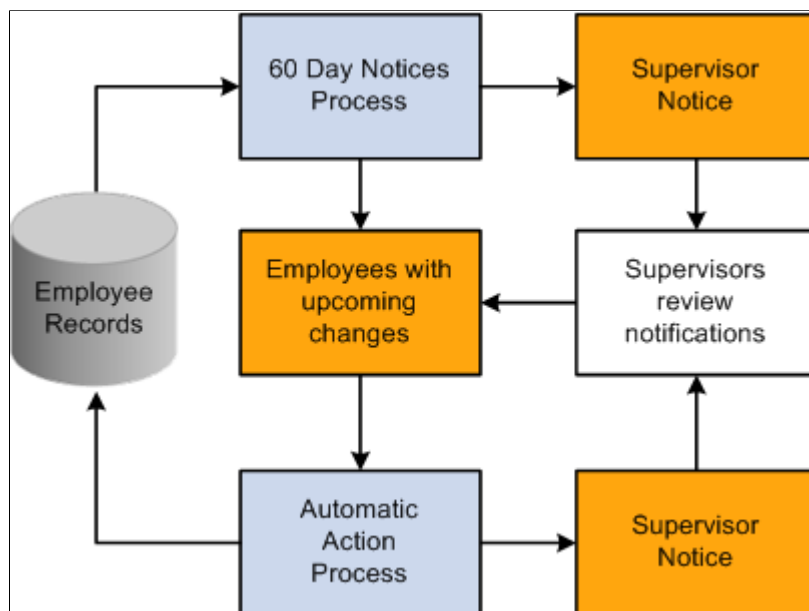 60 Day Notices
Process
Supervisor
Notice
Employee
Records
Employees with
upcoming
changes
Supervisors
review
notifications
Automatic
Action
Process
Supervisor
Notice